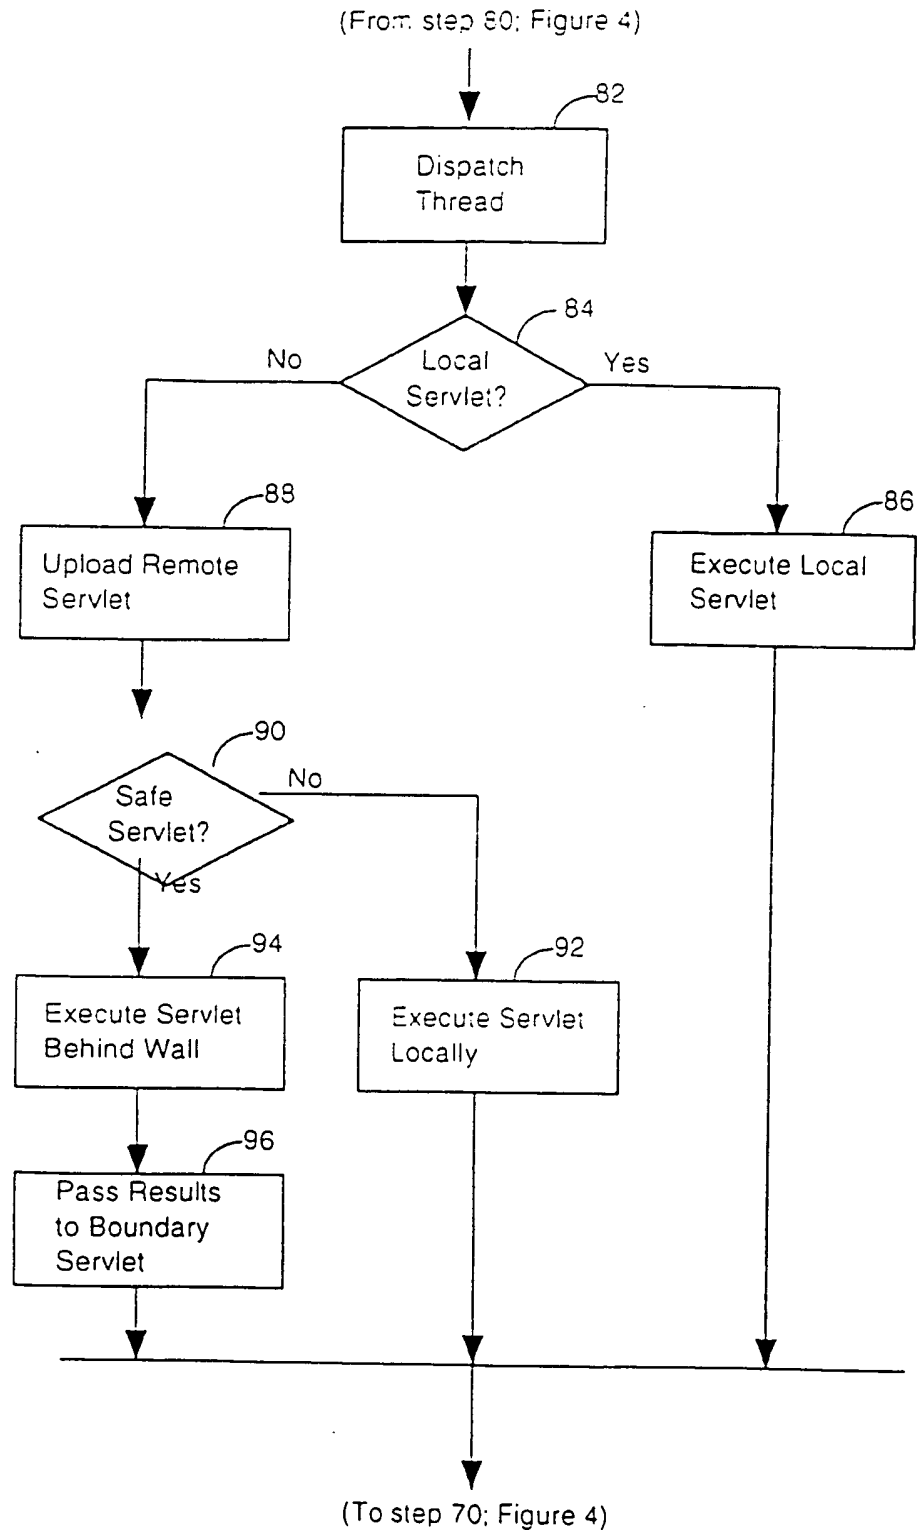 (From step 80; Figure 4)
82
Dispatch
Thread
84
No
Local
Servlet?
Yes
88
Upload Remote
Servlet
86
Execute Local
Servlet
90
Safe
Servlet?
No
Yes
94
Execute Servlet
Behind Wall
92
Execute Servlet
Locally
96
Pass Results
to Boundary
Servlet
(To step 70; Figure 4)